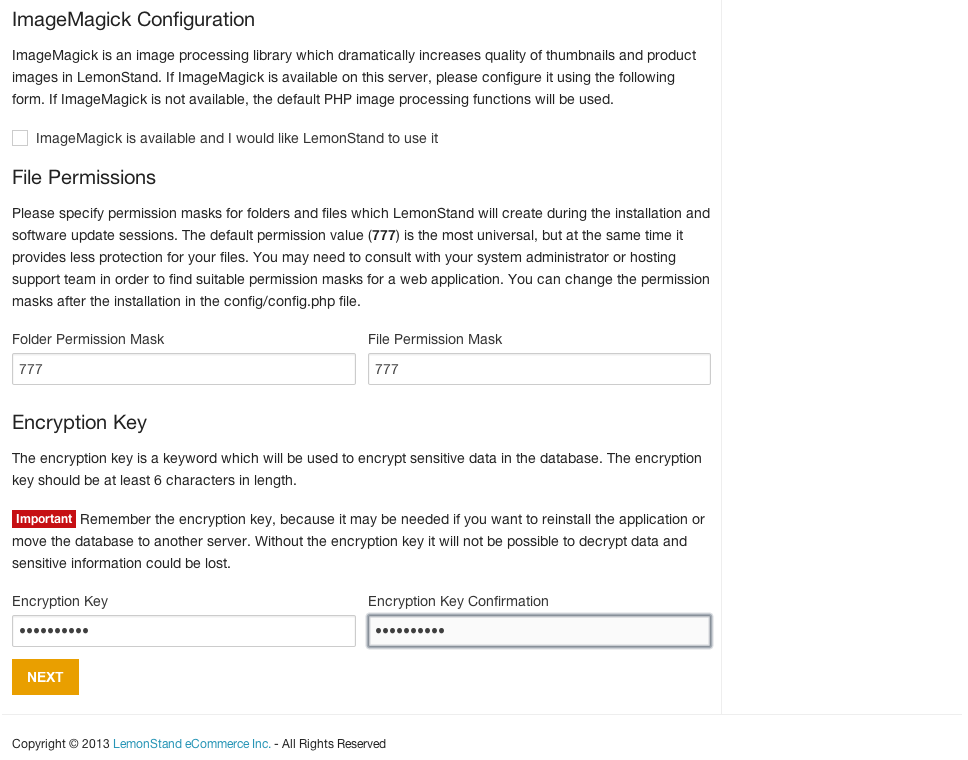 ImageMagick Configuration
ImageMagick is an image processing library which dramatically increases quality of thumbnails and product
images in LemonStand. If ImageMagick is available on this server, please configure it using the following
form. If ImageMagick is not available, the default PHP image processing functions will be used.
ImageMagick is available and I would like LemonStand to use it
File Permissions
Please specify permission masks for folders and files which LemonStand will create during the installation and
software update sessions. The default permission value (777) is the most universal, but at the same time it
provides less protection for your files. You may need to consult with your system administrator or hosting
support team in order to find suitable permission masks for a web application. You can change the permission
masks after the installation in the config/config.php file.
Folder Permission Mask File Permission Mask
777 777
Encryption Key
The encryption key is a keyword which will be used to encrypt sensitive data in the database. The encryption
key should be at least 6 characters in length.
Important Remember the encryption key, because it may be needed if you want to reinstall the application or
move the database to another server. Without the encryption key it will not be possible to decrypt data and
sensitive information could be lost.
Encryption Key Encryption Key Confirmation
•••••••••• ••••••••••
NEXT
Copyright © 2013 LemonStand eCommerce Inc. - All Rights Reserved